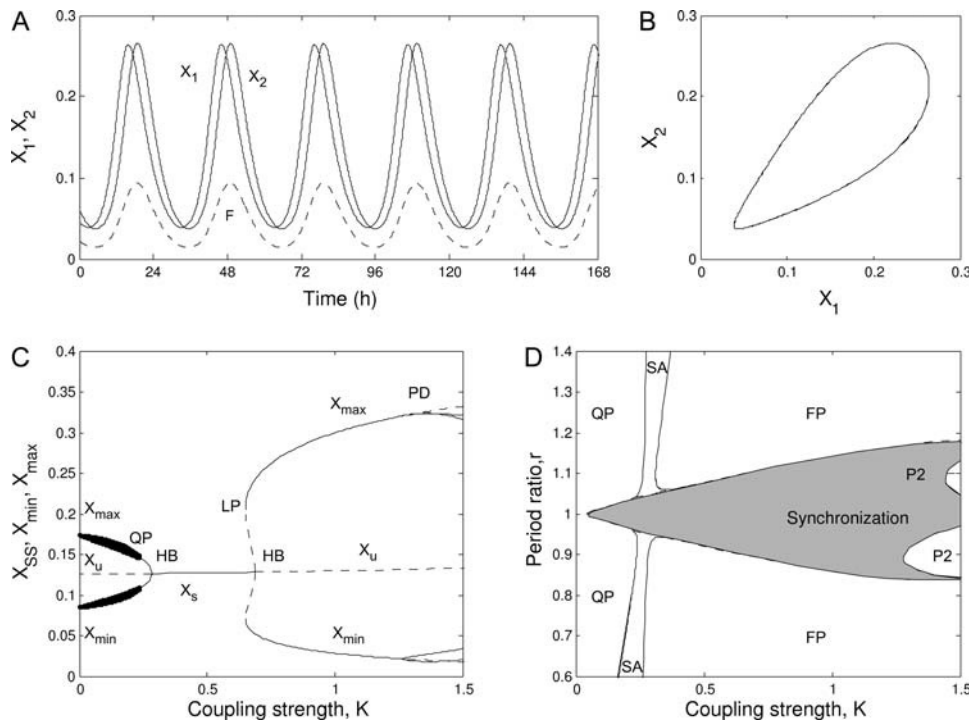 A
0.3
0.2
0.1
0
X1, X2
X1
X2
F
0 24 48 72 96 120 144 168
Time (h)
B
0.3
0.2
0.1
0
X2
0 0.1 0.2 0.3
X1
C
0.4
0.35
0.3
0.25
0.2
0.15
0.1
0.05
0
XSS, Xmin, Xmax
PD
Xmax
LP
Xmax
QP
HB
HB
Xu
Xu
Xs
Xmin
Xmin
0 0.5 1 1.5
Coupling strength, K
D
1.4
1.3
1.2
1.1
1
0.9
0.8
0.7
0.6
Period ratio,r
SA
QP
FP
P2
Synchronization
P2
QP
FP
SA
0 0.5 1 1.5
Coupling strength, K